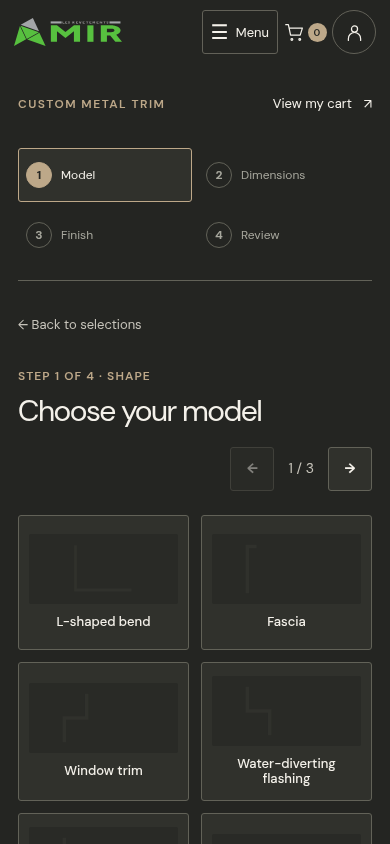 MIR
Menu
0
CUSTOM METAL TRIM
View my cart ↗
1 Model
2 Dimensions
3 Finish
4 Review
← Back to selections
STEP 1 OF 4 · SHAPE
Choose your model
← 1 / 3 →
L-shaped bend
Fascia
Window trim
Water-diverting
flashing